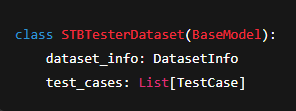 class STBTesterDataset(BaseModel):
    dataset_info: DatasetInfo
    test_cases: List[TestCase]